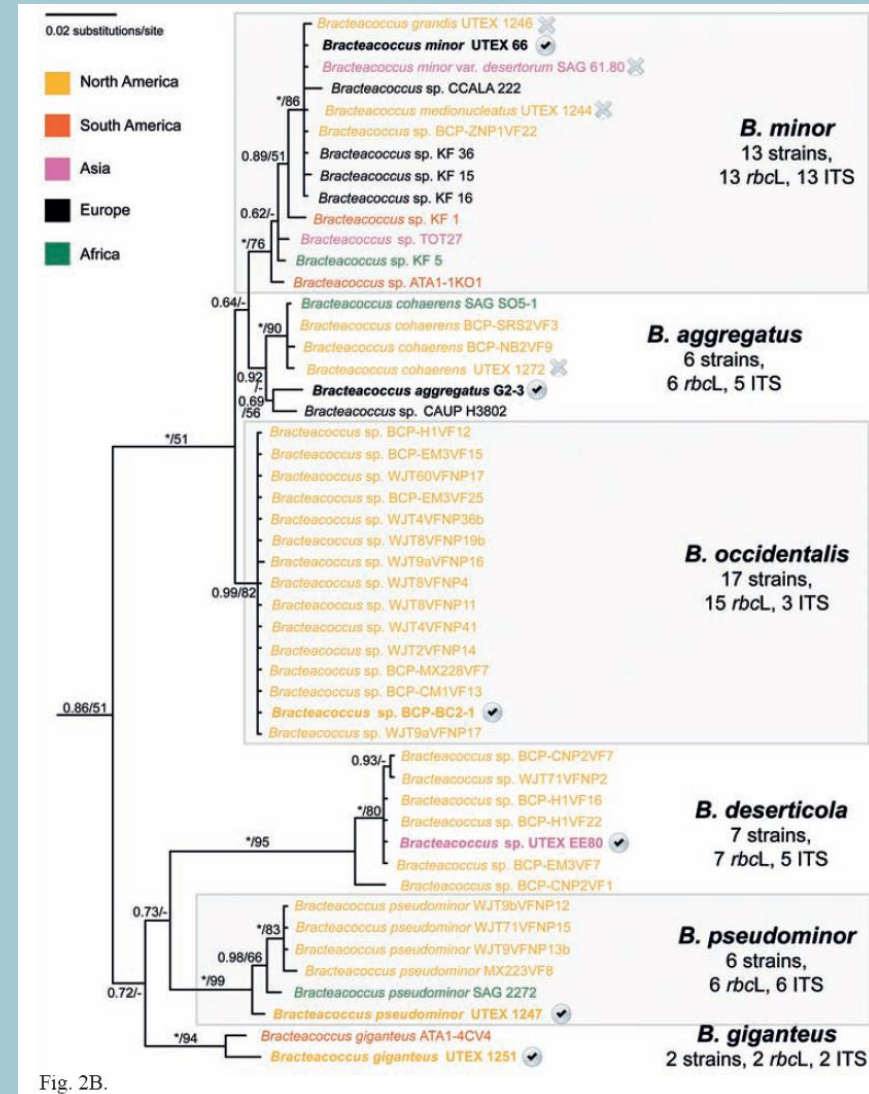 0.02 substitutions/site
North America
South America
Asia
Europe
Africa
Bracteacoccus grandis UTEX 1246
Bracteacoccus minor UTEX 66
Bracteacoccus minor var. desertorum SAG 61.80
Bracteacoccus sp. CCALA 222
*/86
Bracteacoccus medionucleatus UTEX 1244
Bracteacoccus sp. BCP-ZNP1VF22
0.89/51
Bracteacoccus sp. KF 36
Bracteacoccus sp. KF 15
Bracteacoccus sp. KF 16
0.62/-
Bracteacoccus sp. KF 1
*/76
Bracteacoccus sp. TOT27
Bracteacoccus sp. KF 5
Bracteacoccus sp. ATA1-1KO1
B. minor
13 strains,
13 rbcL, 13 ITS
0.64/-
Bracteacoccus cohaerens SAG SO5-1
*/90
Bracteacoccus cohaerens BCP-SRS2VF3
Bracteacoccus cohaerens BCP-NB2VF9
Bracteacoccus cohaerens UTEX 1272
0.92
/-
Bracteacoccus aggregatus G2-3
0.69
/56
Bracteacoccus sp. CAUP H3802
B. aggregatus
6 strains,
6 rbcL, 5 ITS
*/51
Bracteacoccus sp. BCP-H1VF12
Bracteacoccus sp. BCP-EM3VF15
Bracteacoccus sp. WJT60VFNP17
Bracteacoccus sp. BCP-EM3VF25
Bracteacoccus sp. WJT4VFNP36b
Bracteacoccus sp. WJT8VFNP19b
Bracteacoccus sp. WJT9aVFNP16
Bracteacoccus sp. WJT8VFNP4
0.99/82
Bracteacoccus sp. WJT8VFNP11
Bracteacoccus sp. WJT4VFNP41
Bracteacoccus sp. WJT2VFNP14
Bracteacoccus sp. BCP-MX228VF7
Bracteacoccus sp. BCP-CM1VF13
Bracteacoccus sp. BCP-BC2-1
Bracteacoccus sp. WJT9aVFNP17
B. occidentalis
17 strains,
15 rbcL, 3 ITS
0.86/51
0.93/-
Bracteacoccus sp. BCP-CNP2VF7
Bracteacoccus sp. WJT71VFNP2
Bracteacoccus sp. BCP-H1VF16
*/80
Bracteacoccus sp. BCP-H1VF22
*/95
Bracteacoccus sp. UTEX EE80
Bracteacoccus sp. BCP-EM3VF7
Bracteacoccus sp. BCP-CNP2VF1
B. deserticola
7 strains,
7 rbcL, 5 ITS
0.73/-
Bracteacoccus pseudominor WJT9bVFNP12
*/83
Bracteacoccus pseudominor WJT71VFNP15
Bracteacoccus pseudominor WJT9VFNP13b
0.98/66
Bracteacoccus pseudominor MX223VF8
*/99
Bracteacoccus pseudominor SAG 2272
Bracteacoccus pseudominor UTEX 1247
B. pseudominor
6 strains,
6 rbcL, 6 ITS
0.72/-
*/94
Bracteacoccus giganteus ATA1-4CV4
Bracteacoccus giganteus UTEX 1251
B. giganteus
2 strains, 2 rbcL, 2 ITS
Fig. 2B.